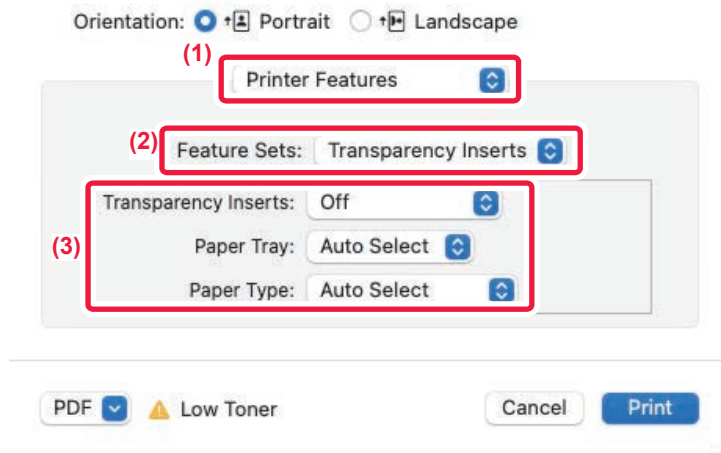 Orientation: Portrait Landscape
(1)
Printer Features
(2)
Feature Sets: Transparency Inserts
(3)
Transparency Inserts: Off
Paper Tray: Auto Select
Paper Type: Auto Select
PDF Low Toner Cancel Print